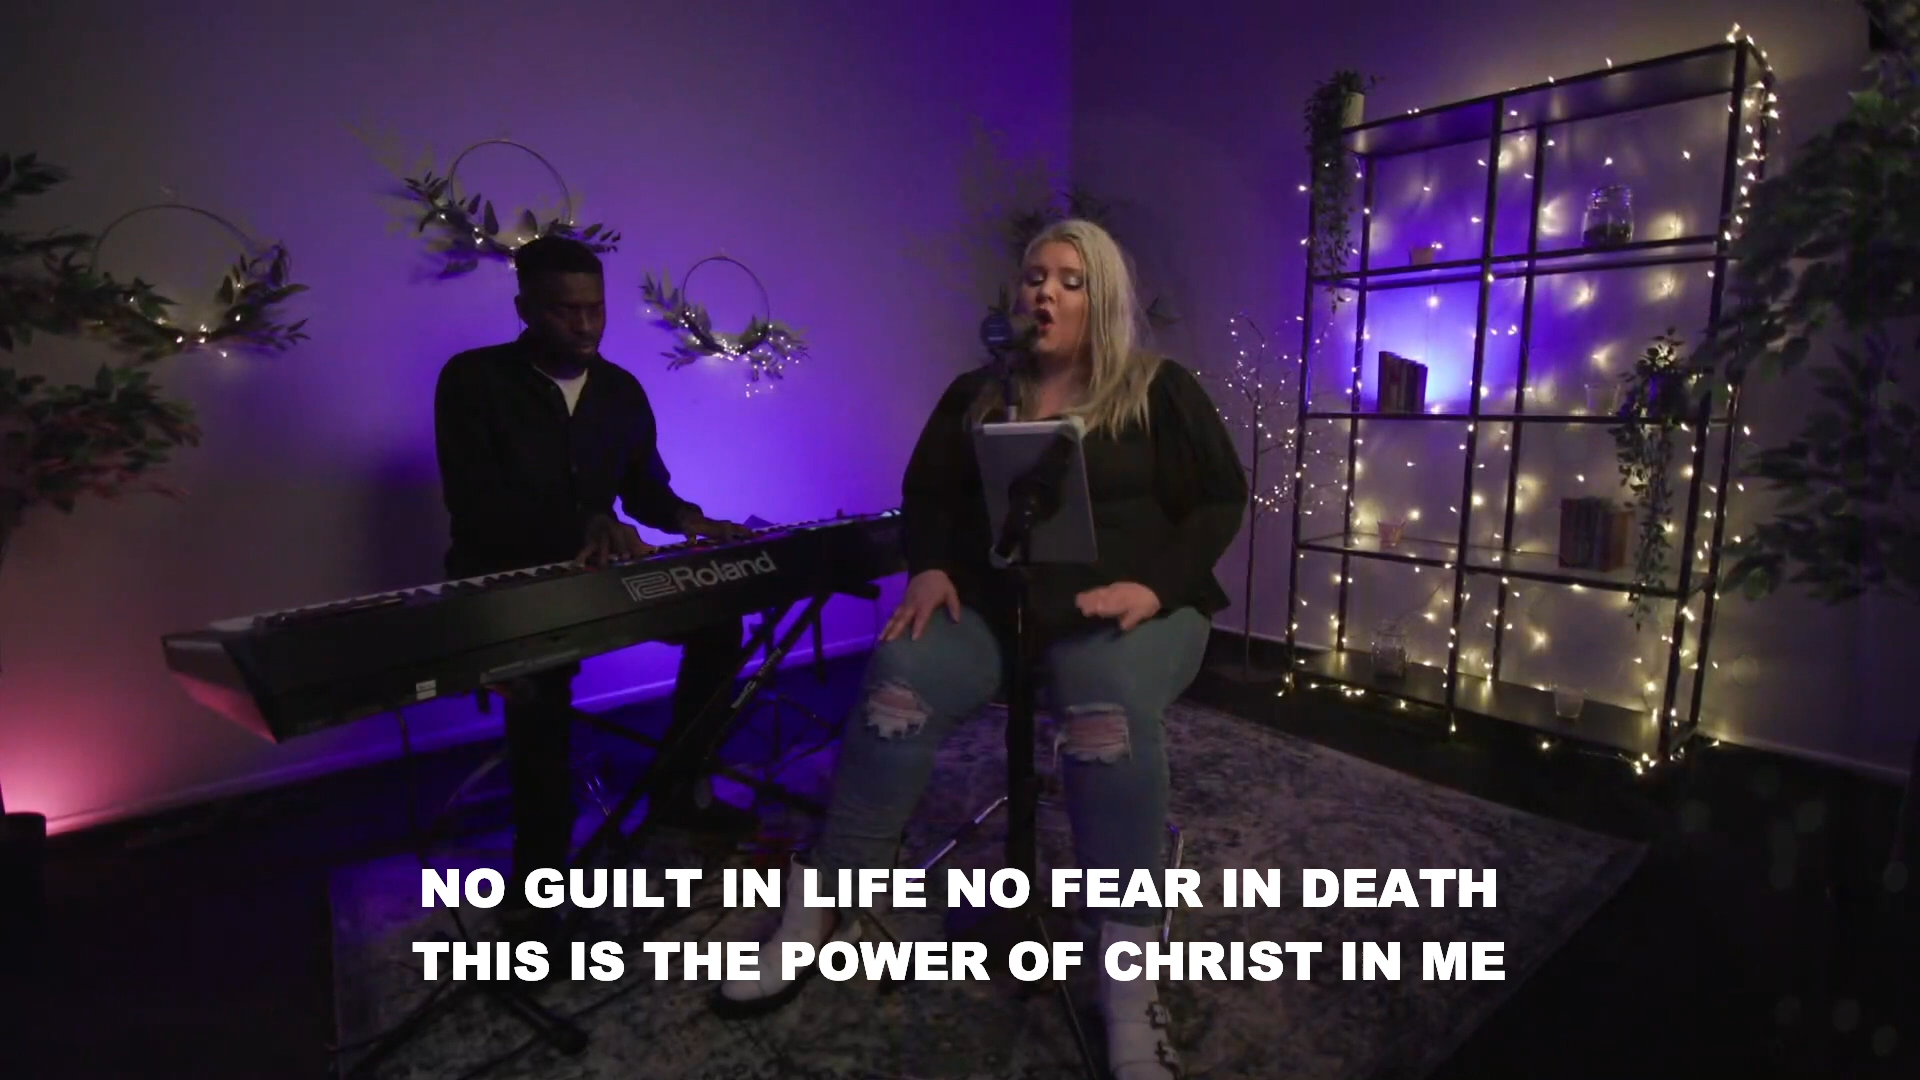 Roland
NO GUILT IN LIFE NO FEAR IN DEATH
THIS IS THE POWER OF CHRIST IN ME